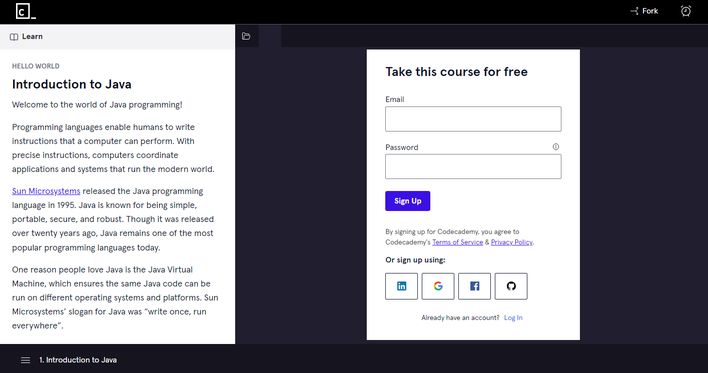 C_
Fork
Learn
HELLO WORLD
Introduction to Java
Welcome to the world of Java programming!
Programming languages enable humans to write
instructions that a computer can perform. With
precise instructions, computers coordinate
applications and systems that run the modern world.
Sun Microsystems released the Java programming
language in 1995. Java is known for being simple,
portable, secure, and robust. Though it was released
over twenty years ago, Java remains one of the most
popular programming languages today.
One reason people love Java is the Java Virtual
Machine, which ensures the same Java code can be
run on different operating systems and platforms. Sun
Microsystems’ slogan for Java was “write once, run
everywhere”.
Take this course for free
Email
Password
Sign Up
By signing up for Codecademy, you agree to
Codecademy's Terms of Service & Privacy Policy.
Or sign up using:
in
G
f
Already have an account? Log In
1. Introduction to Java